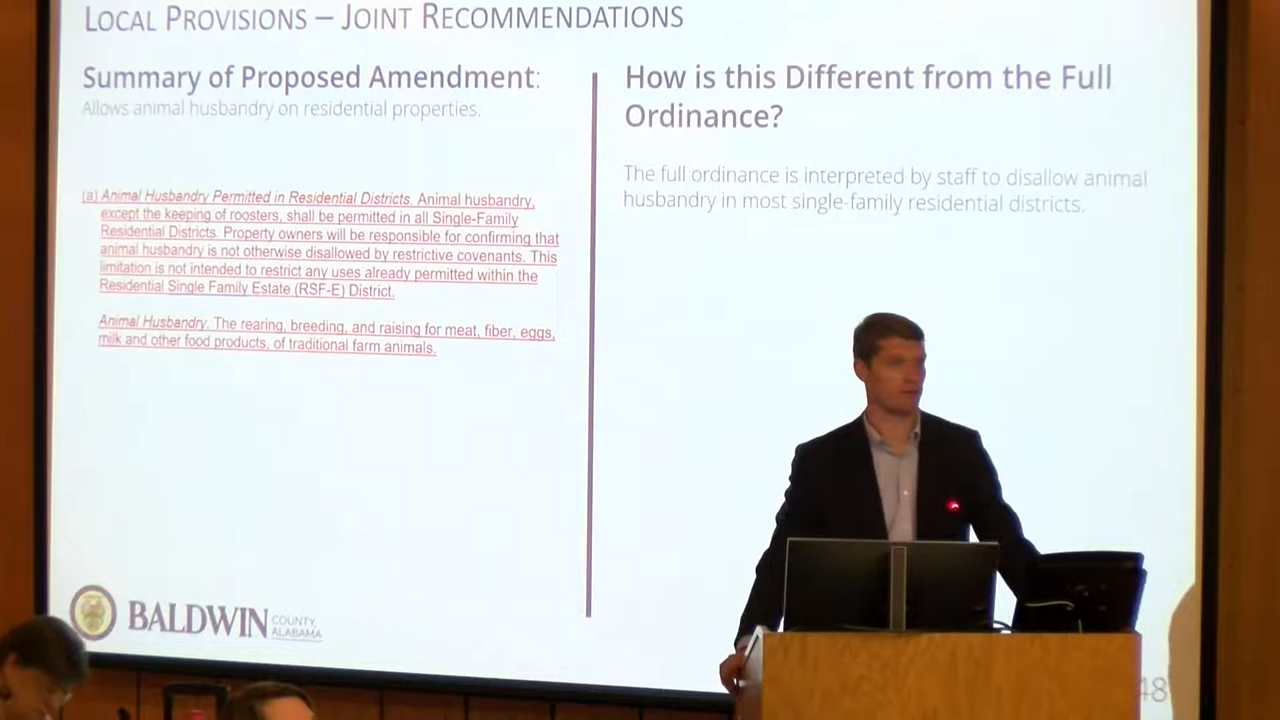 LOCAL PROVISIONS – JOINT RECOMMENDATIONS
Summary of Proposed Amendment:
Allows animal husbandry on residential properties.
(a) Animal Husbandry Permitted in Residential Districts. Animal husbandry,
except the keeping of roosters, shall be permitted in all Single-Family
Residential Districts. Property owners will be responsible for confirming that
animal husbandry is not otherwise disallowed by restrictive covenants. This
limitation is not intended to restrict any uses already permitted within the
Residential Single Family Estate (RSF-E) District.
Animal Husbandry. The rearing, breeding, and raising for meat, fiber, eggs,
milk and other food products, of traditional farm animals.
How is this Different from the Full
Ordinance?
The full ordinance is interpreted by staff to disallow animal
husbandry in most single-family residential districts.
BALDWIN COUNTY,
ALABAMA
48